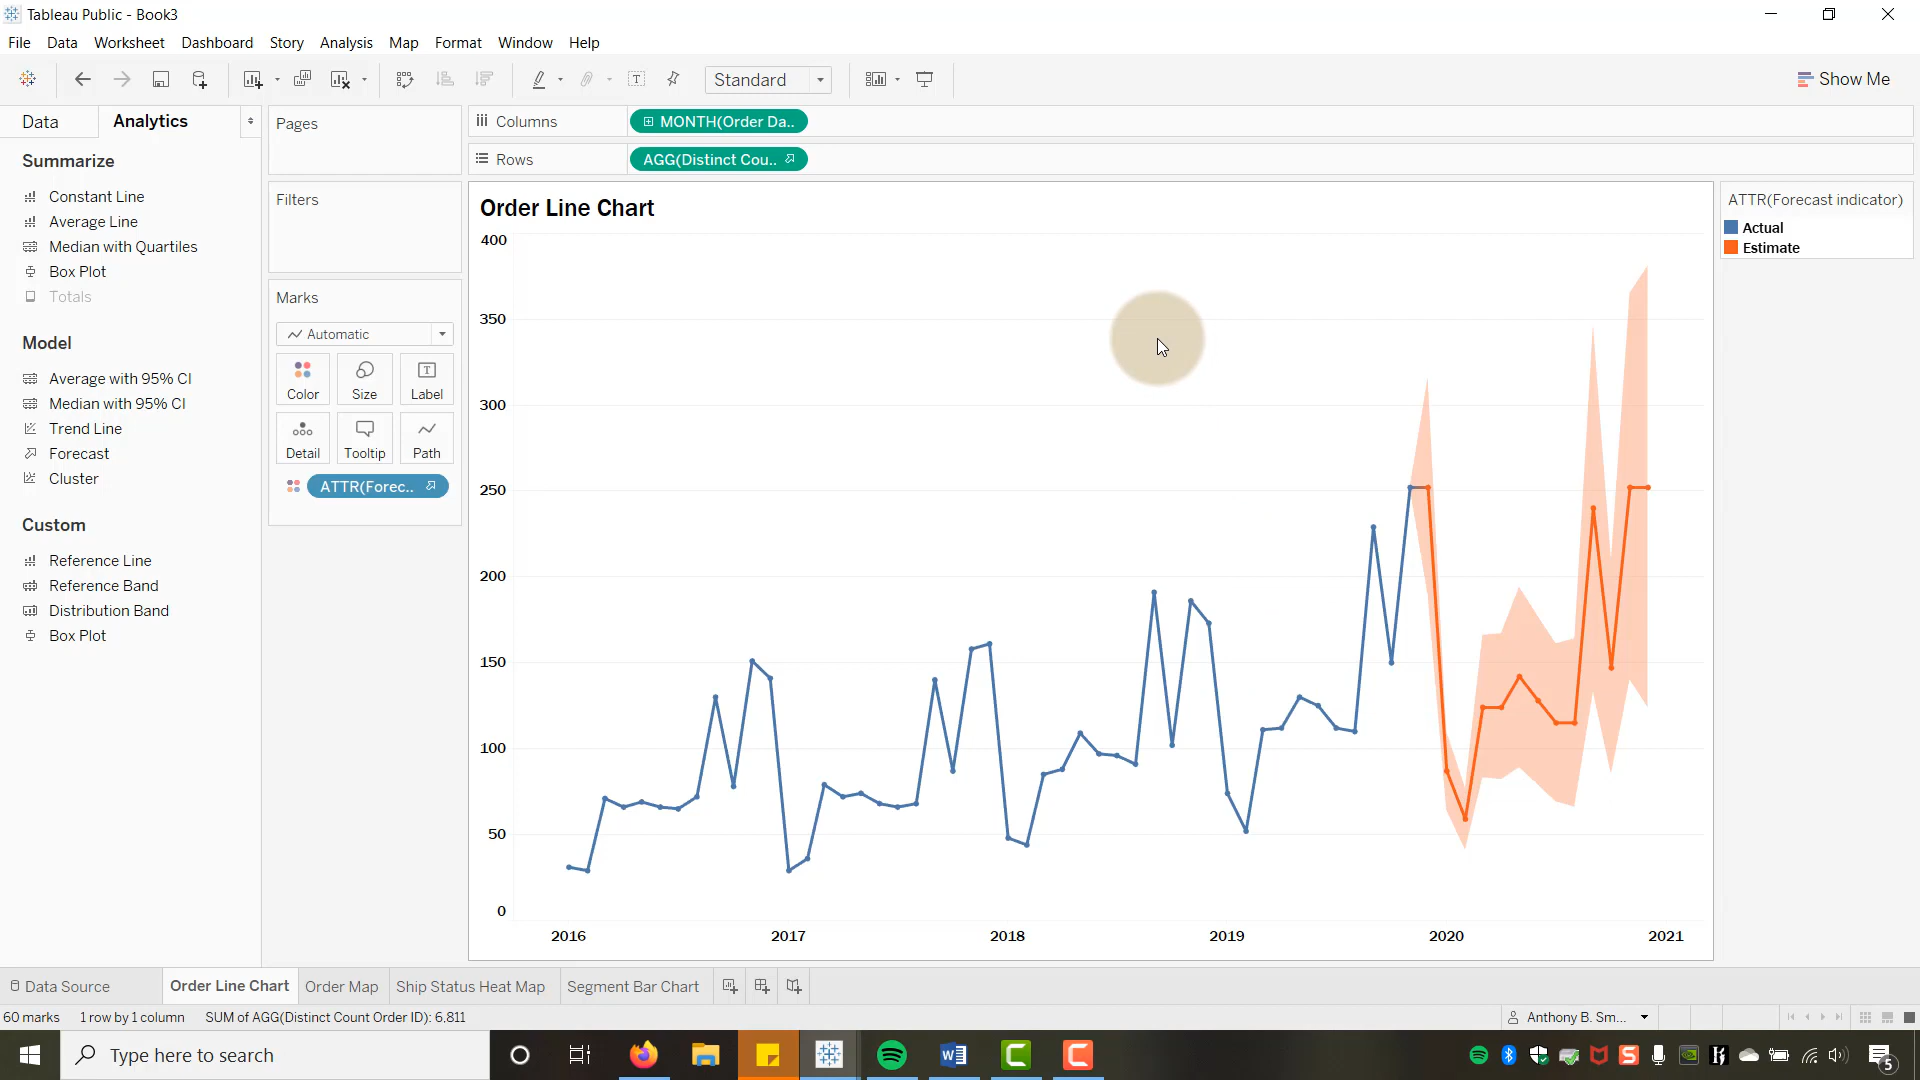 Tableau Public - Book3
File Data Worksheet Dashboard Story Analysis Map Format Window Help
Standard
Show Me
Data Analytics
Pages
Columns
MONTH(Order Da..
Rows
AGG(Distinct Cou..
Summarize
Constant Line
Average Line
Median with Quartiles
Box Plot
Totals
Model
Average with 95% CI
Median with 95% CI
Trend Line
Forecast
Cluster
Custom
Reference Line
Reference Band
Distribution Band
Box Plot
Filters
Marks
Automatic
Color Size Label
Detail Tooltip Path
ATTR(Forec..
Order Line Chart
400
350
300
250
200
150
100
50
0
2016 2017 2018 2019 2020 2021
ATTR(Forecast indicator)
Actual
Estimate
Data Source Order Line Chart Order Map Ship Status Heat Map Segment Bar Chart
60 marks 1 row by 1 column SUM of AGG(Distinct Count Order ID): 6,811
Anthony B. Sm...
Type here to search
5